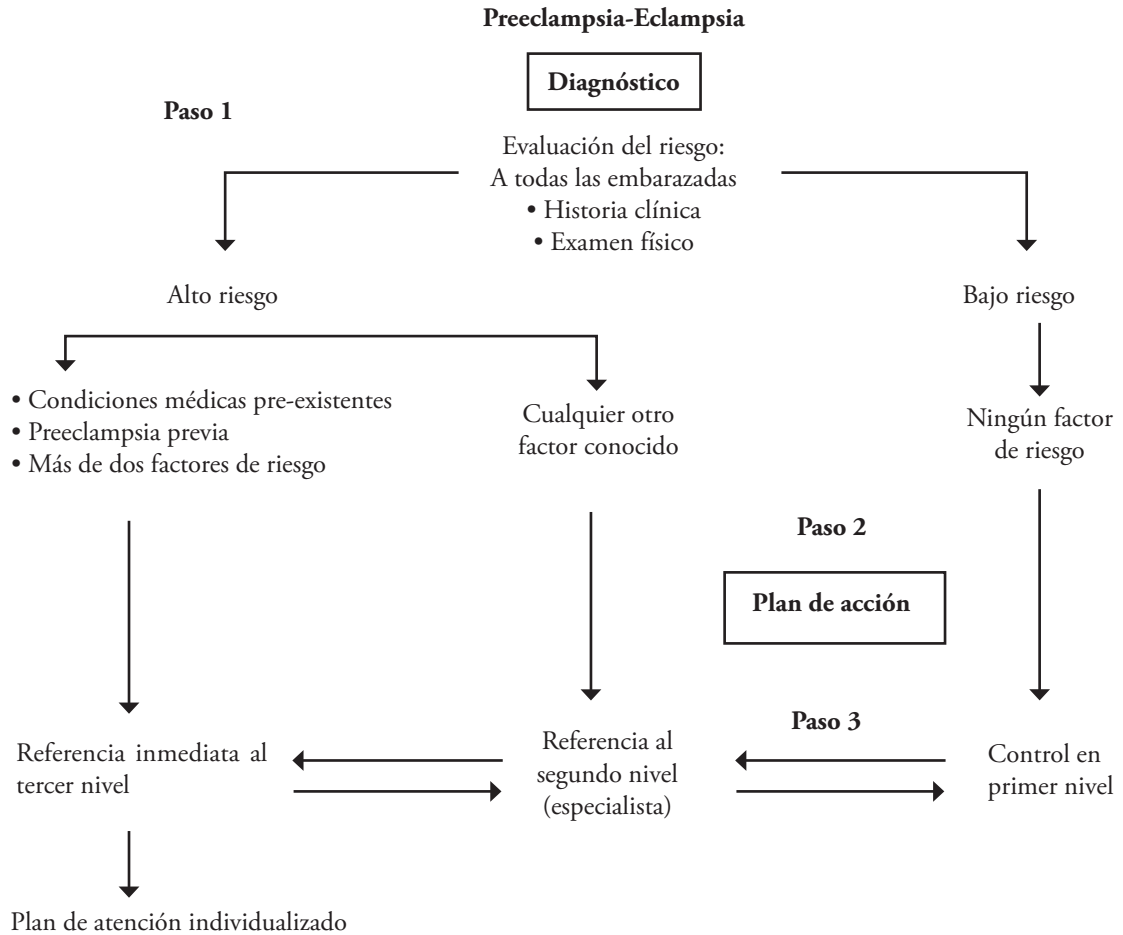 Preeclampsia-Eclampsia
Diagnóstico
Paso 1
Evaluación del riesgo:
A todas las embarazadas
• Historia clínica
• Examen físico
Alto riesgo
Bajo riesgo
• Condiciones médicas pre-existentes
• Preeclampsia previa
• Más de dos factores de riesgo
Cualquier otro
factor conocido
Ningún factor
de riesgo
Paso 2
Plan de acción
Paso 3
Referencia inmediata al
tercer nivel
Referencia al
segundo nivel
(especialista)
Control en
primer nivel
Plan de atención individualizado